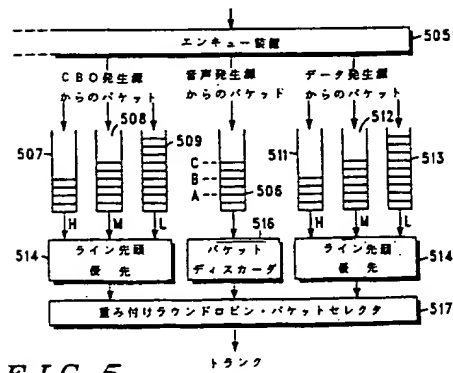 エンキュー装置
505
CBO発生源
からのパケット
音声発生源
からのパケッド
データ発生源
からのパケット
507
508
509
C
B
A
506
511
512
513
H
M
L
516
H
M
L
514
ライン先頭
優先
パケット
ディスカーダ
ライン先頭
優先
514
重み付けラウンドロビン・パケットセレクタ
517
トランク
FIG. 5